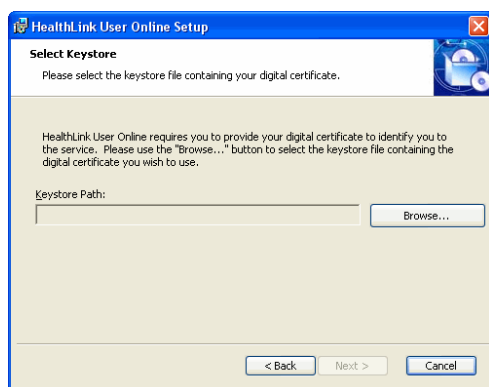 HealthLink User Online Setup
Select Keystore
Please select the keystore file containing your digital certificate.
HealthLink User Online requires you to provide your digital certificate to identify you to
the service. Please use the "Browse..." button to select the keystore file containing the
digital certificate you wish to use.
Keystore Path:
Browse...
< Back Next > Cancel